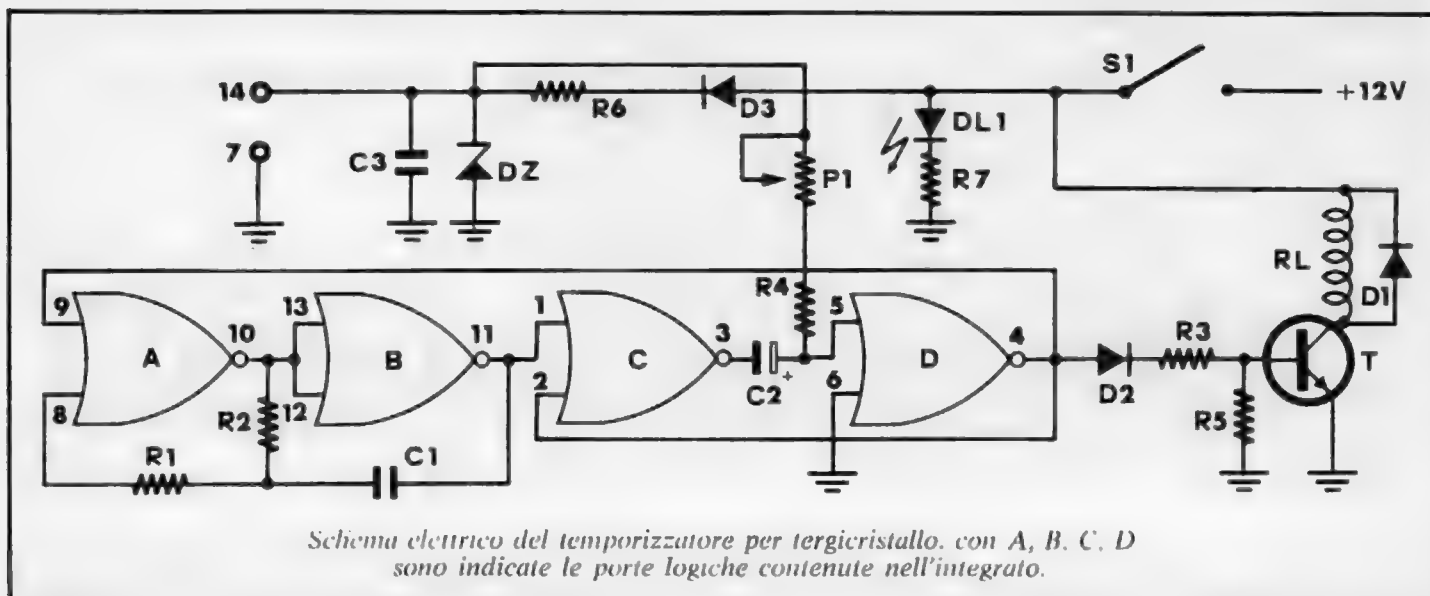 S1
14
R6
D3
+12V
DL1
7
C3
DZ
P1
R7
RL
D1
9
13
R4
10
11
1
3
5
4
R3
A
B
C
D
T
8
R2
12
2
C2
+
6
D2
R5
R1
C1
Schema elettrico del temporizzatore per tergicristallo. con A, B, C, D
sono indicate le porte logiche contenute nell'integrato.